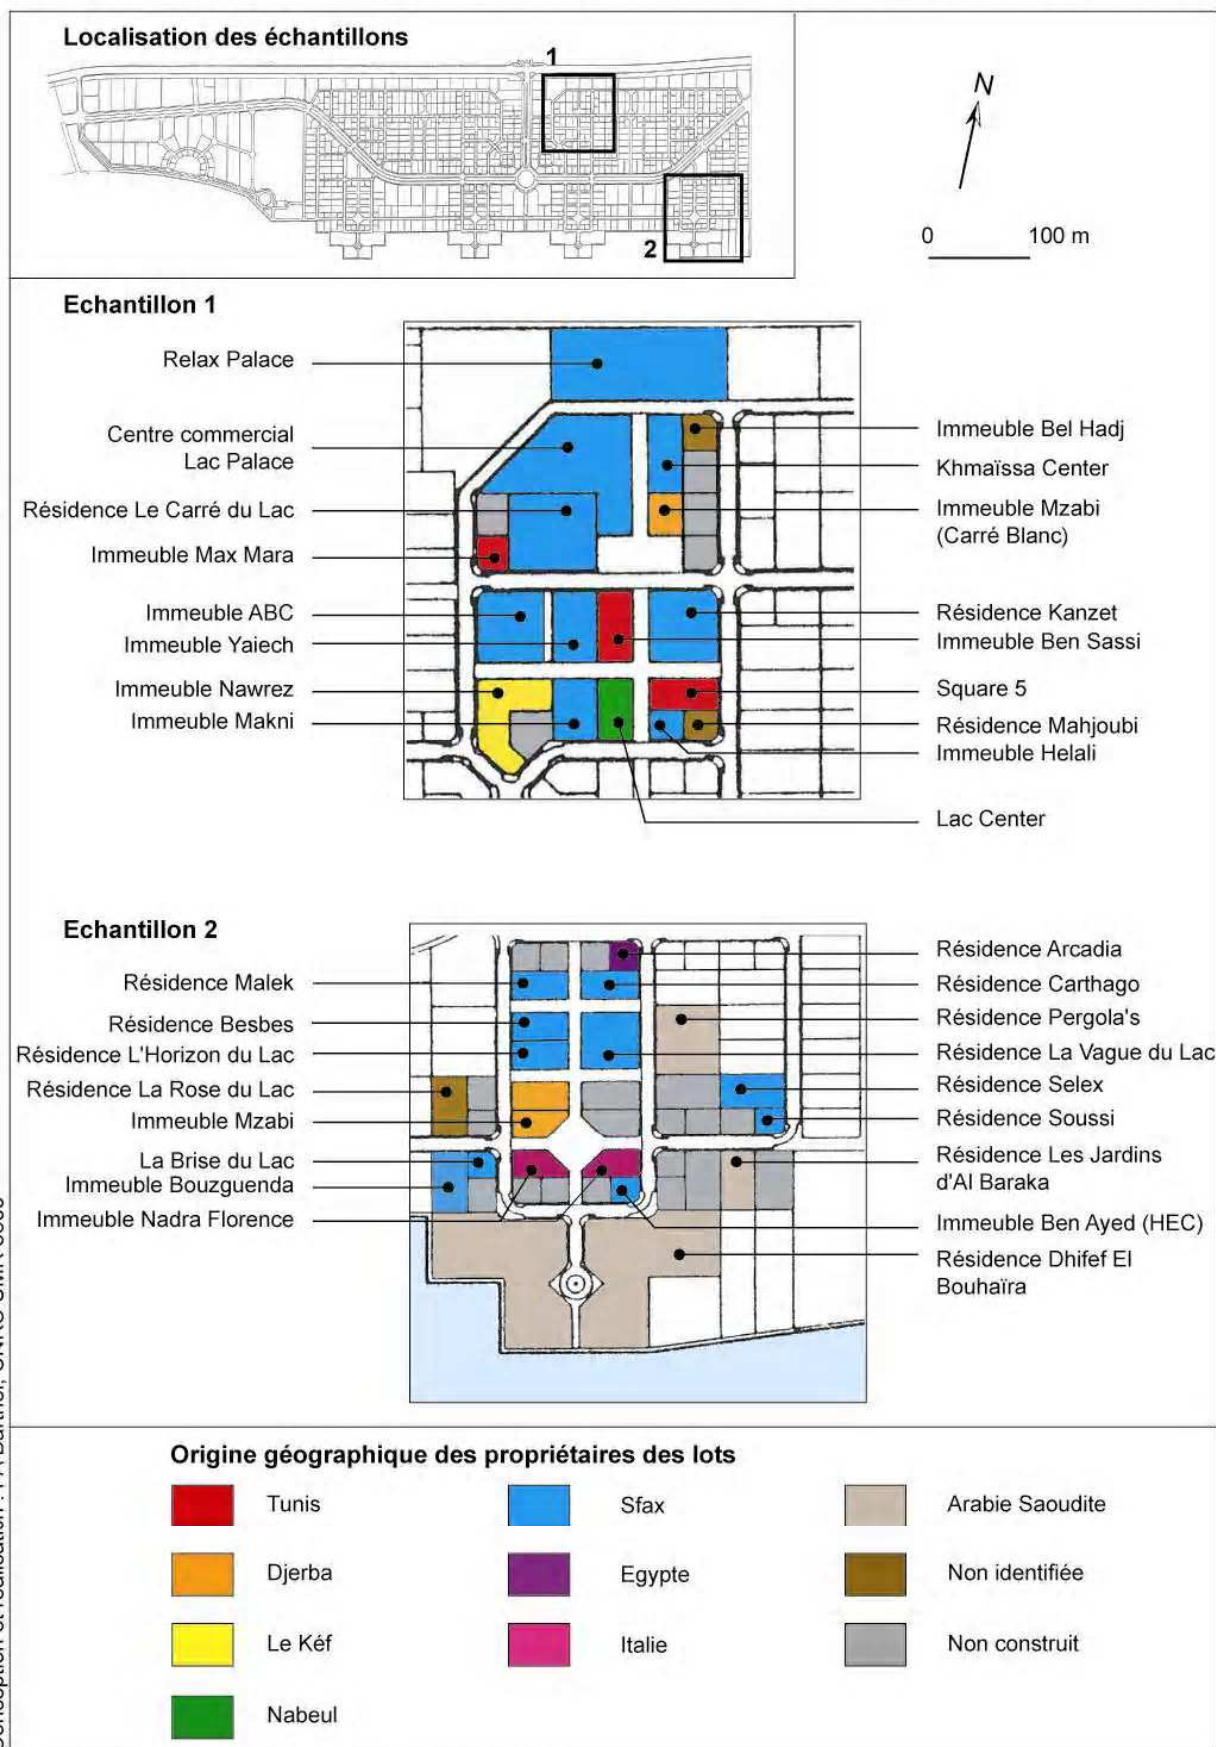 Localisation des échantillons
1
2
N
0
100 m
Echantillon 1
Relax Palace
Centre commercial
Lac Palace
Résidence Le Carré du Lac
Immeuble Max Mara
Immeuble ABC
Immeuble Yaiech
Immeuble Nawrez
Immeuble Makni
Immeuble Bel Hadj
Khmaïssa Center
Immeuble Mzabi
(Carré Blanc)
Résidence Kanzet
Immeuble Ben Sassi
Square 5
Résidence Mahjoubi
Immeuble Helali
Lac Center
Echantillon 2
Résidence Malek
Résidence Besbes
Résidence L'Horizon du Lac
Résidence La Rose du Lac
Immeuble Mzabi
La Brise du Lac
Immeuble Bouzguenda
Immeuble Nadra Florence
Résidence Arcadia
Résidence Carthago
Résidence Pergola's
Résidence La Vague du Lac
Résidence Selex
Résidence Soussi
Résidence Les Jardins
d'Al Baraka
Immeuble Ben Ayed (HEC)
Résidence Dhifef El
Bouhaïra
Origine géographique des propriétaires des lots
Tunis
Sfax
Arabie Saoudite
Djerba
Egypte
Non identifiée
Le Kéf
Italie
Non construit
Nabeul